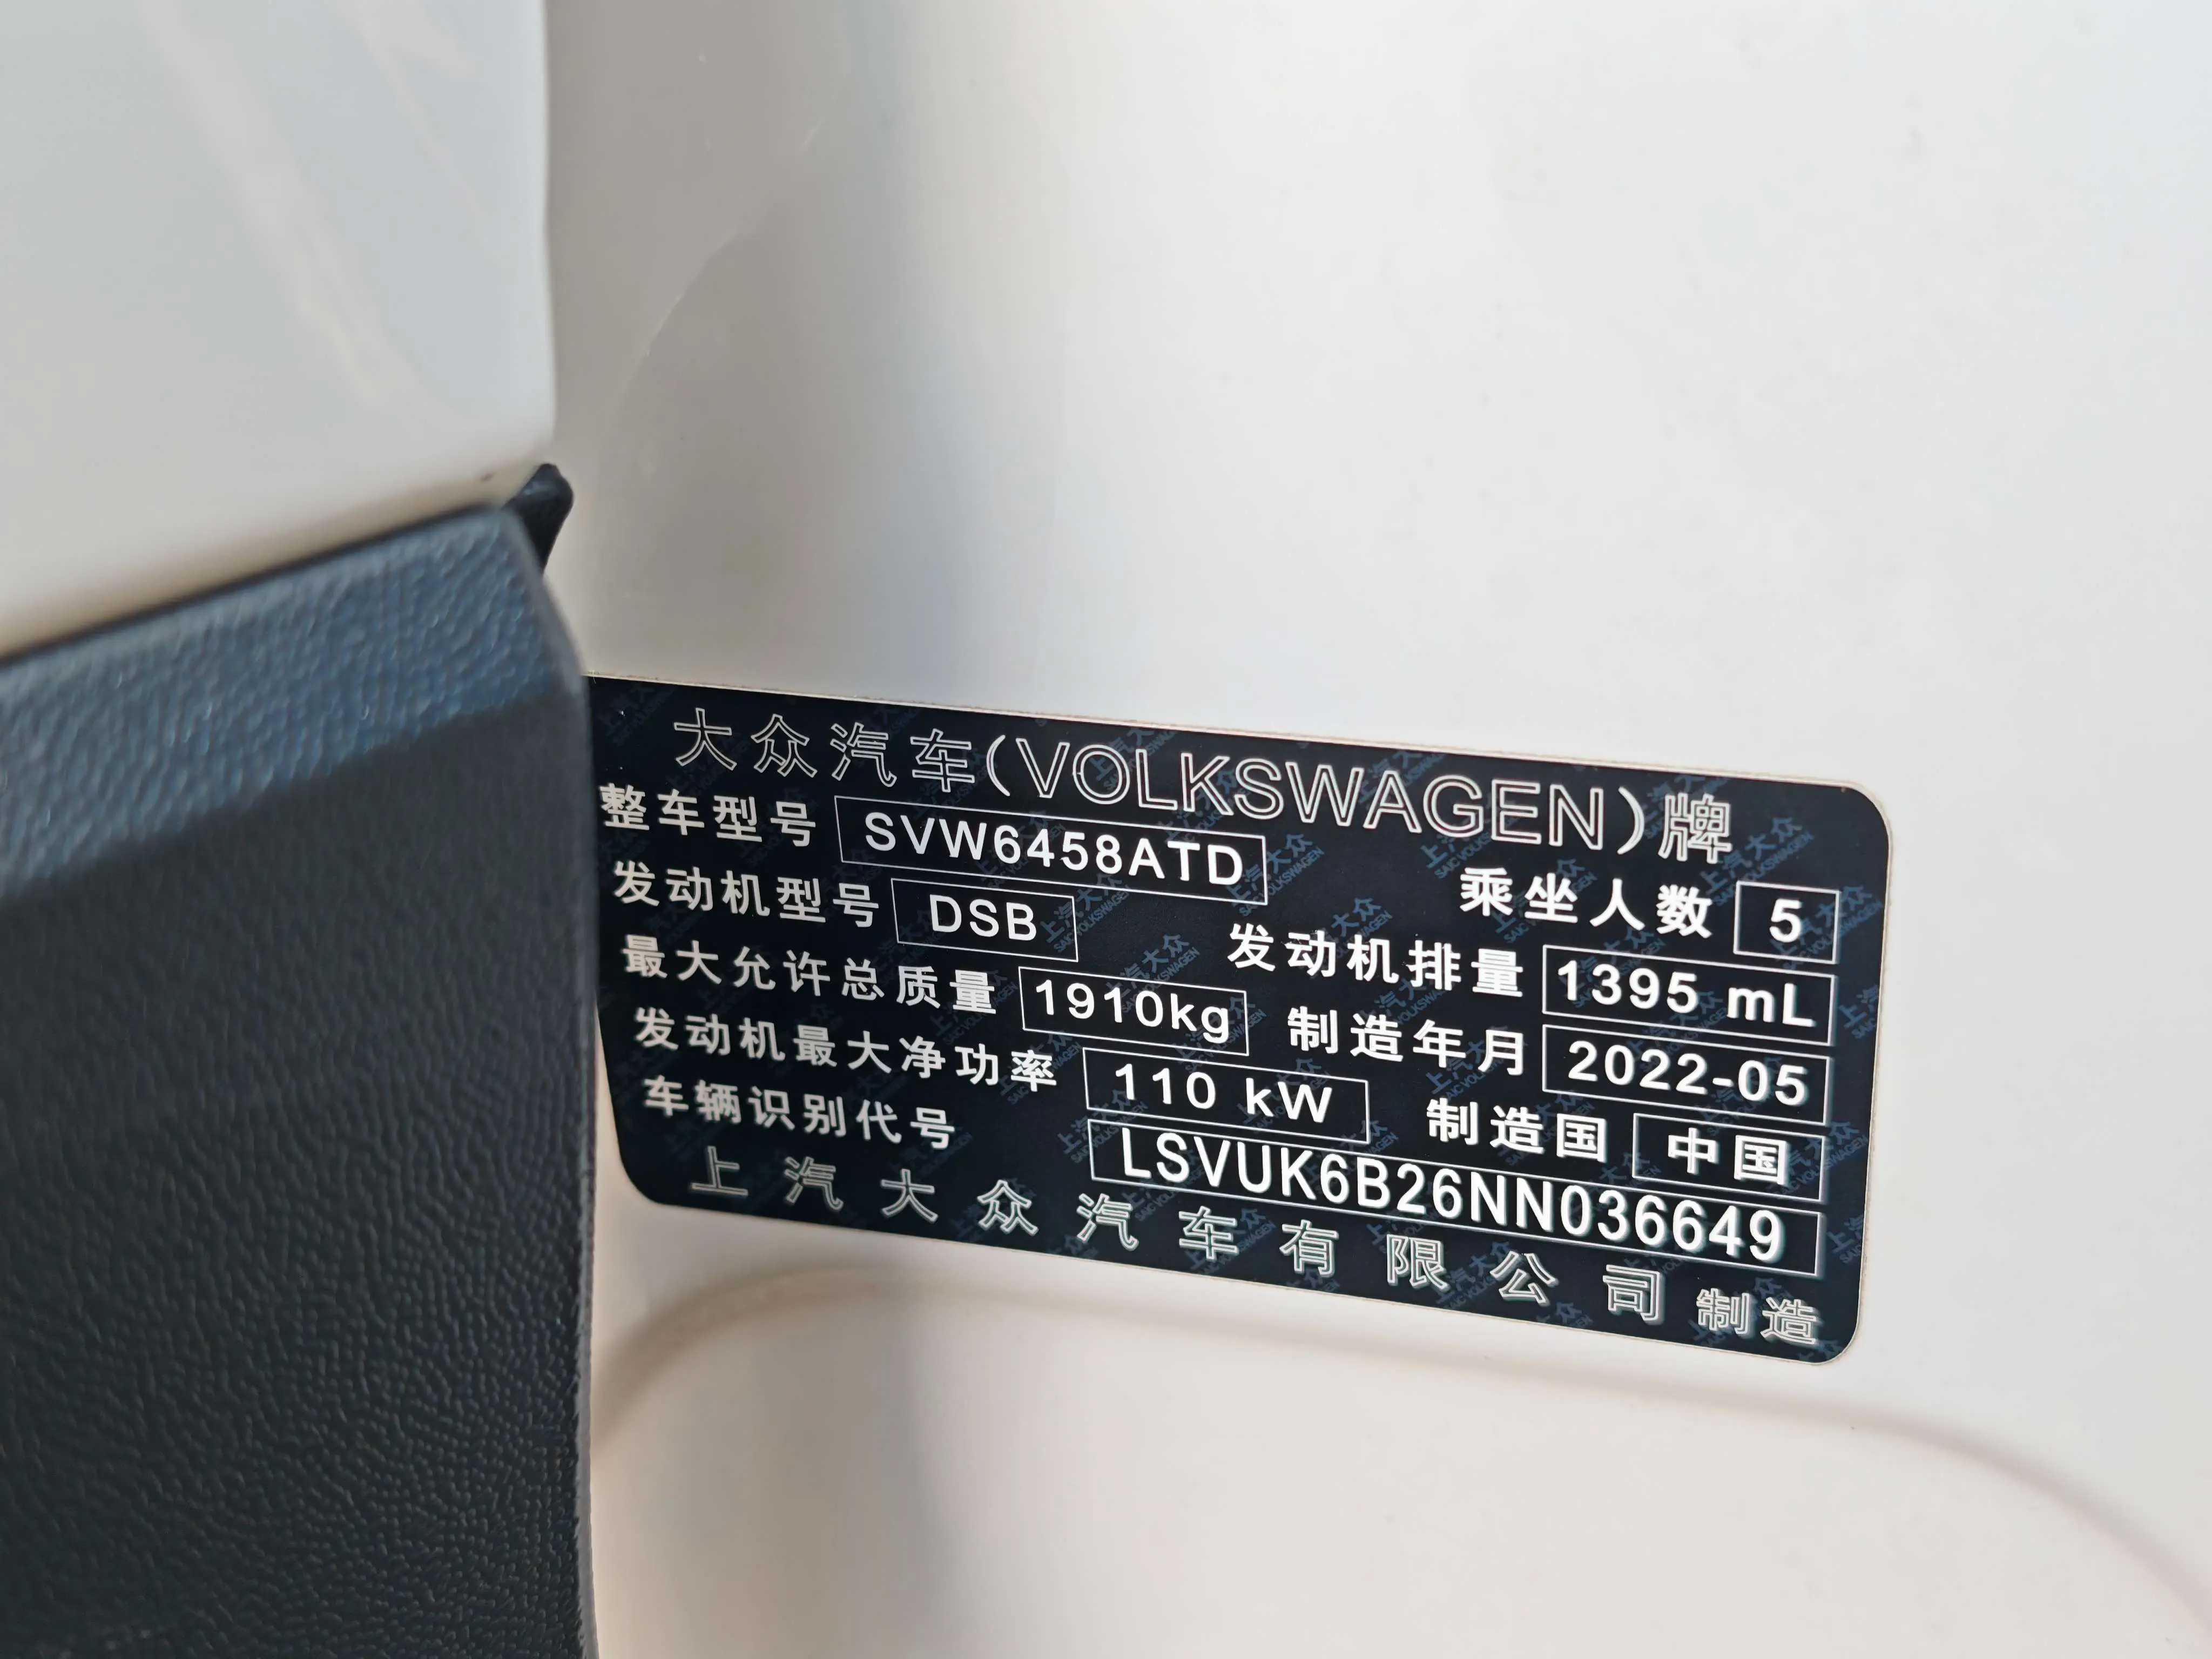 大众汽车(VOLKSWAGEN)牌
整车型号 SVW6458ATD 乘坐人数 5
发动机型号 DSB 发动机排量 1395 mL
最大允许总质量 1910kg 制造年月 2022-05
发动机最大净功率 110 kW 制造国 中国
车辆识别代号 LSVUK6B26NN036649
上汽大众汽车有限公司 制造